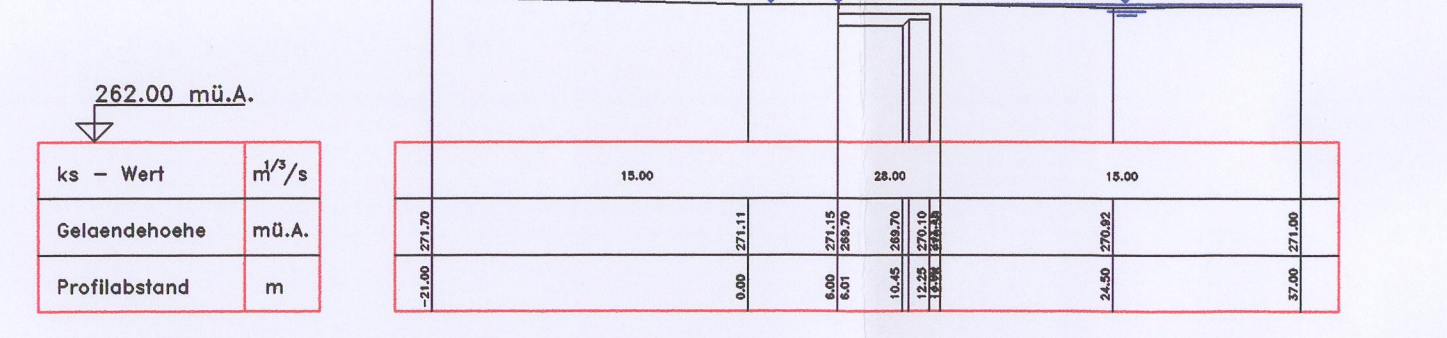 262.00 mü.A.
ks – Wert m^1/3/s 15.00 28.00 15.00
Gelaendehoehe mü.A. 271.70 271.11 271.15 269.70 269.70 270.10 270.92 271.00
Profilabstand m -21.00 0.00 6.00 6.01 10.45 12.25 24.50 37.00